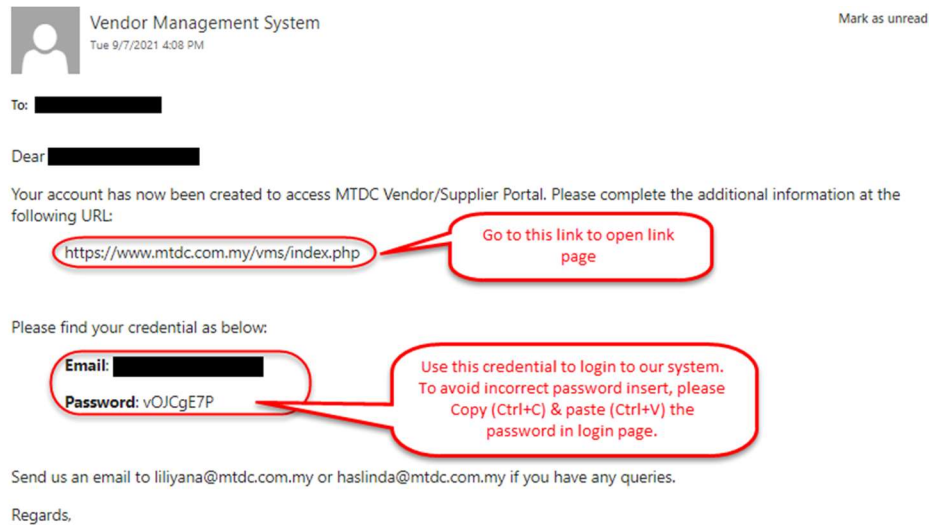 Vendor Management System
Mark as unread
Tue 9/7/2021 4:08 PM
To:
Dear
Your account has now been created to access MTDC Vendor/Supplier Portal. Please complete the additional information at the
following URL:
https://www.mtdc.com.my/vms/index.php
Go to this link to open link
page
Please find your credential as below:
Email:
Password: vOJCgE7P
Use this credential to login to our system.
To avoid incorrect password insert, please
Copy (Ctrl+C) & paste (Ctrl+V) the
password in login page.
Send us an email to liliyana@mtdc.com.my or haslinda@mtdc.com.my if you have any queries.
Regards,